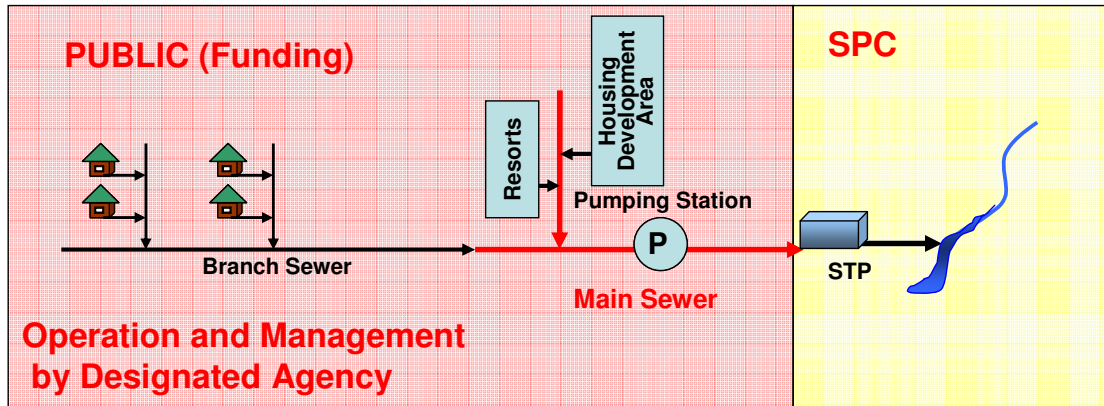 PUBLIC (Funding)
SPC
Resorts
Housing
Development
Area
Pumping Station
P
Branch Sewer
STP
Main Sewer
Operation and Management
by Designated Agency